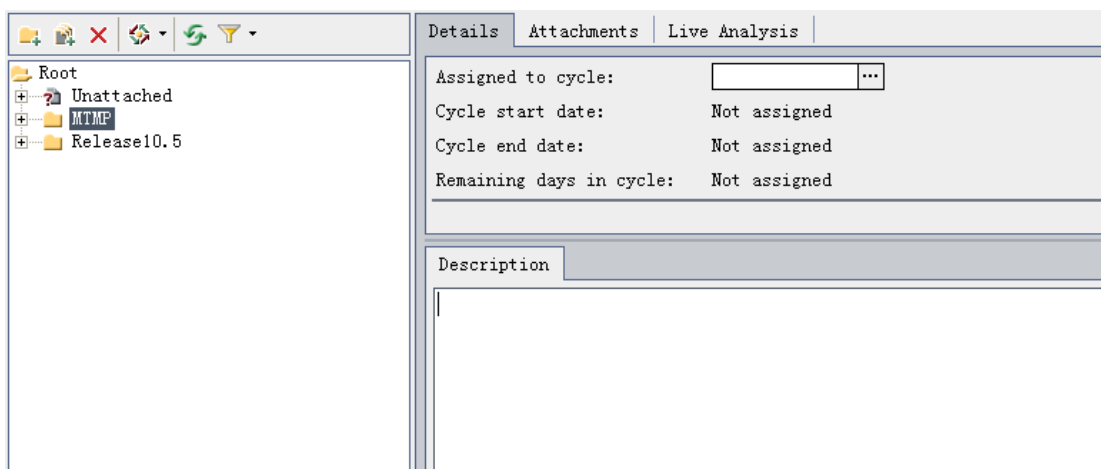 Details Attachments Live Analysis
Root
Unattached
MTMP
Release10.5
Assigned to cycle: ...
Cycle start date: Not assigned
Cycle end date: Not assigned
Remaining days in cycle: Not assigned
Description